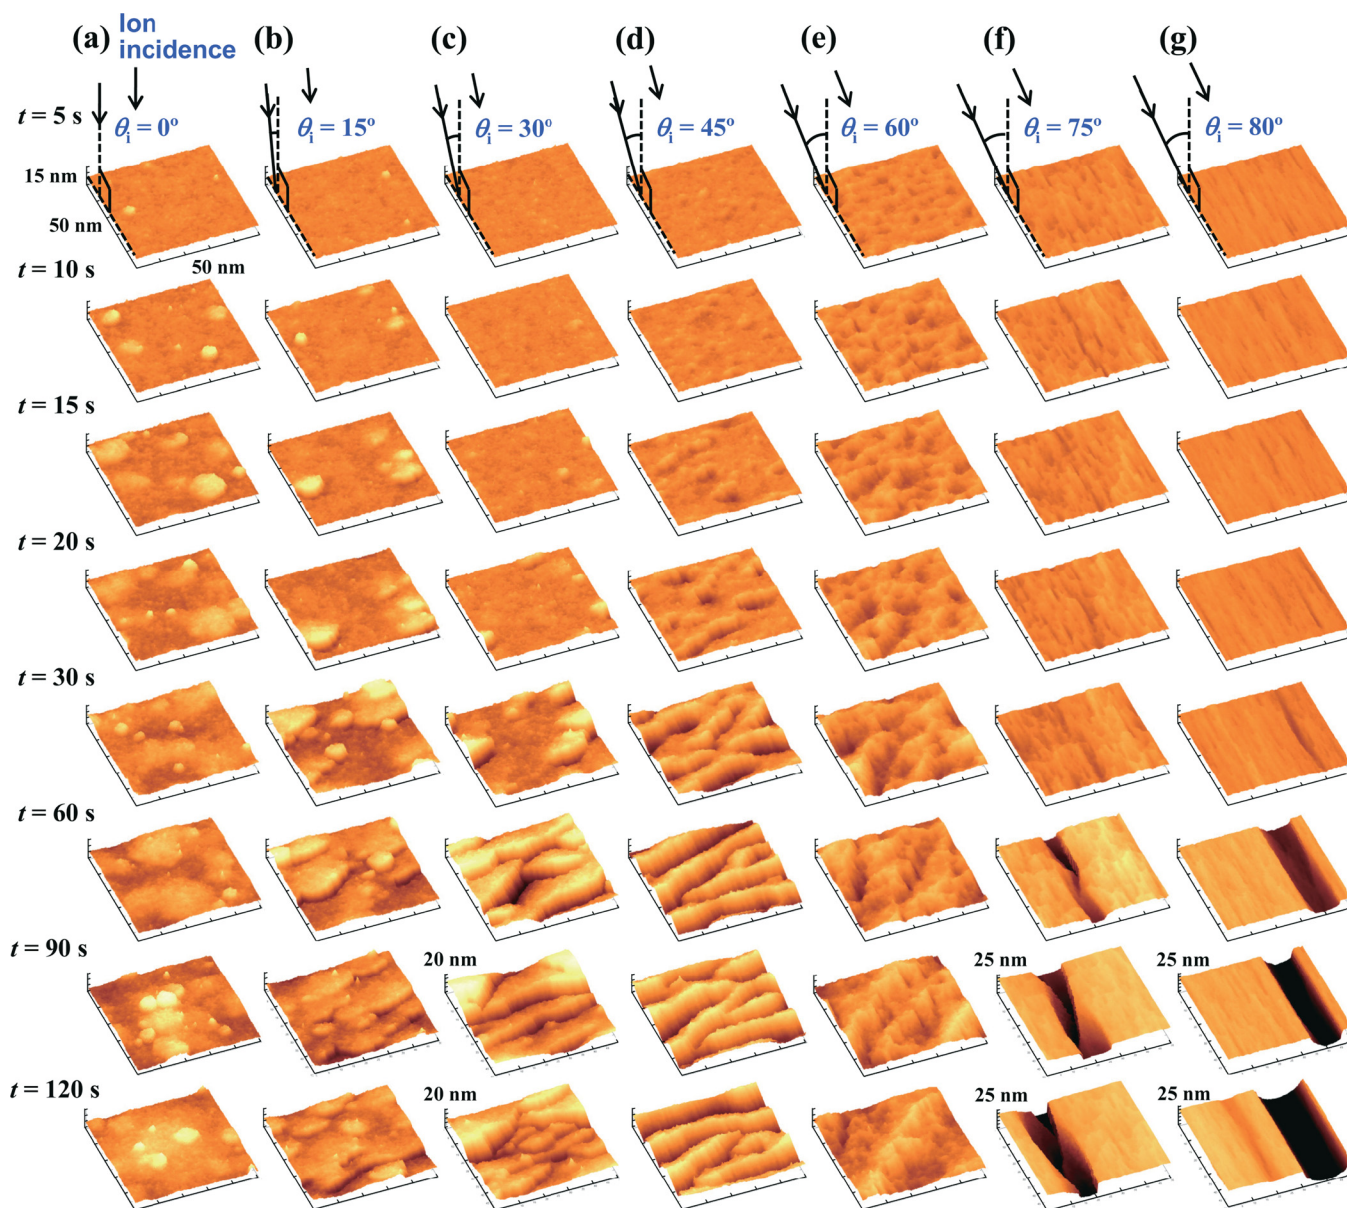 (a) Ion incidence (b) (c) (d) (e) (f) (g)
t = 5 s
θi = 0° θi = 15° θi = 30° θi = 45° θi = 60° θi = 75° θi = 80°
15 nm
50 nm
50 nm
t = 10 s
t = 15 s
t = 20 s
t = 30 s
t = 60 s
t = 90 s
20 nm 25 nm 25 nm
t = 120 s
20 nm 25 nm 25 nm